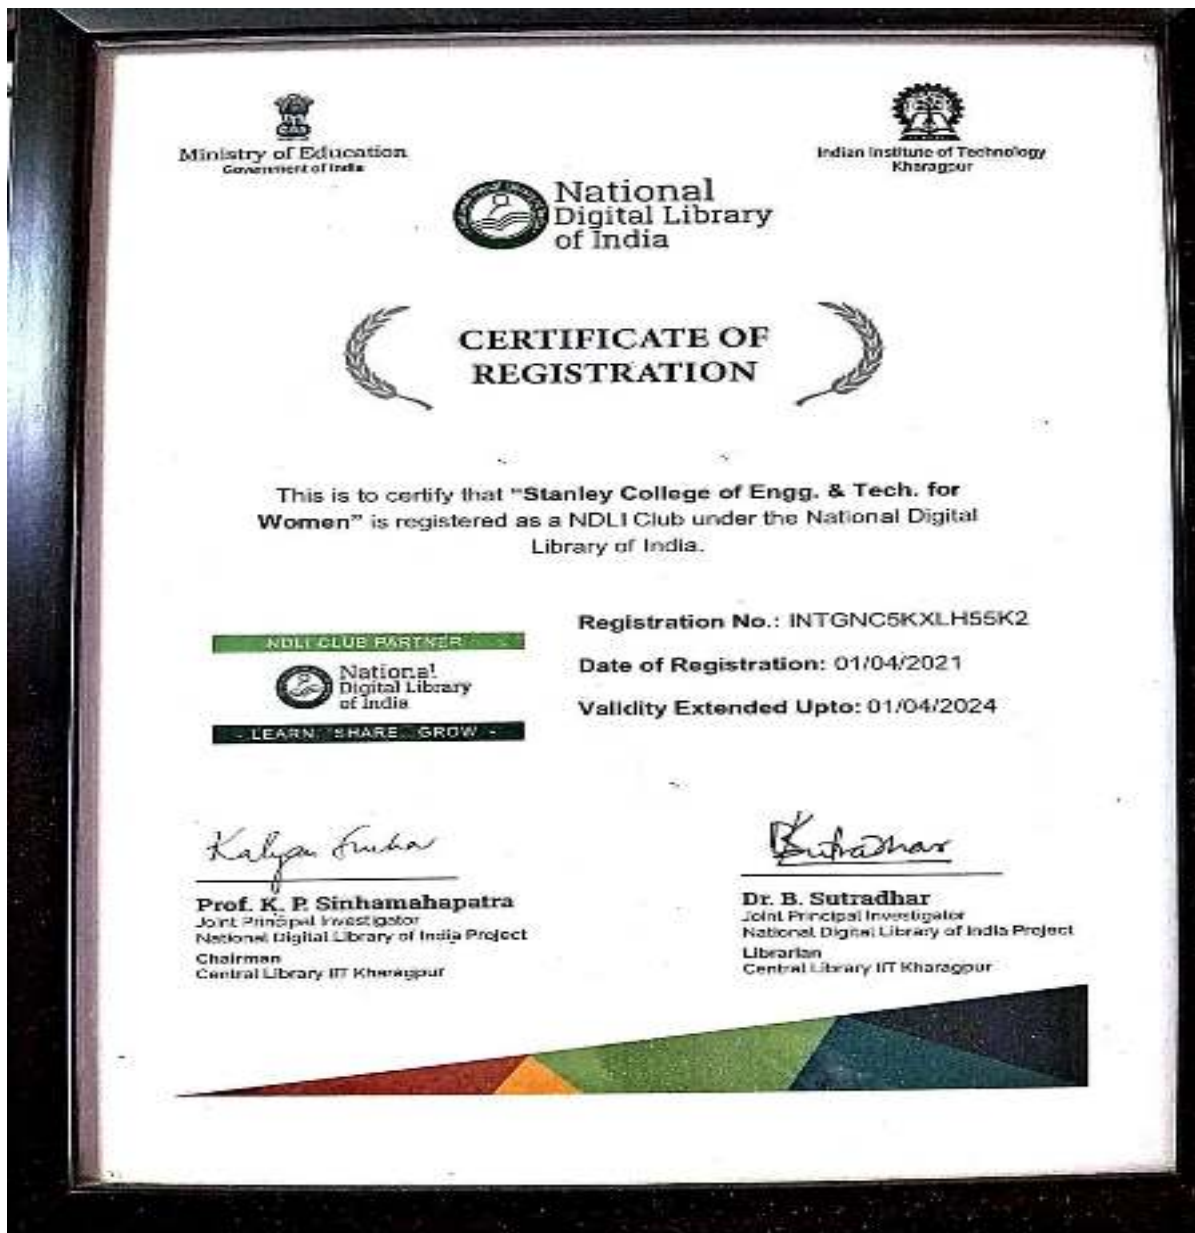 Ministry of Education
Government of India
Indian Institute of Technology
Kharagpur
National
Digital Library
of India
CERTIFICATE OF
REGISTRATION
This is to certify that "Stanley College of Engg. & Tech. for
Women" is registered as a NDLI Club under the National Digital
Library of India.
NDLI CLUB PARTNER
National
Digital Library
of India
- LEARN SHARE GROW -
Registration No.: INTGNC5KXLH55K2
Date of Registration: 01/04/2021
Validity Extended Upto: 01/04/2024
Prof. K. P. Sinhamahapatra
Joint Principal Investigator
National Digital Library of India Project
Chairman
Central Library IIT Kharagpur
BSutradhar
Dr. B. Sutradhar
Joint Principal Investigator
National Digital Library of India Project
Librarian
Central Library IIT Kharagpur